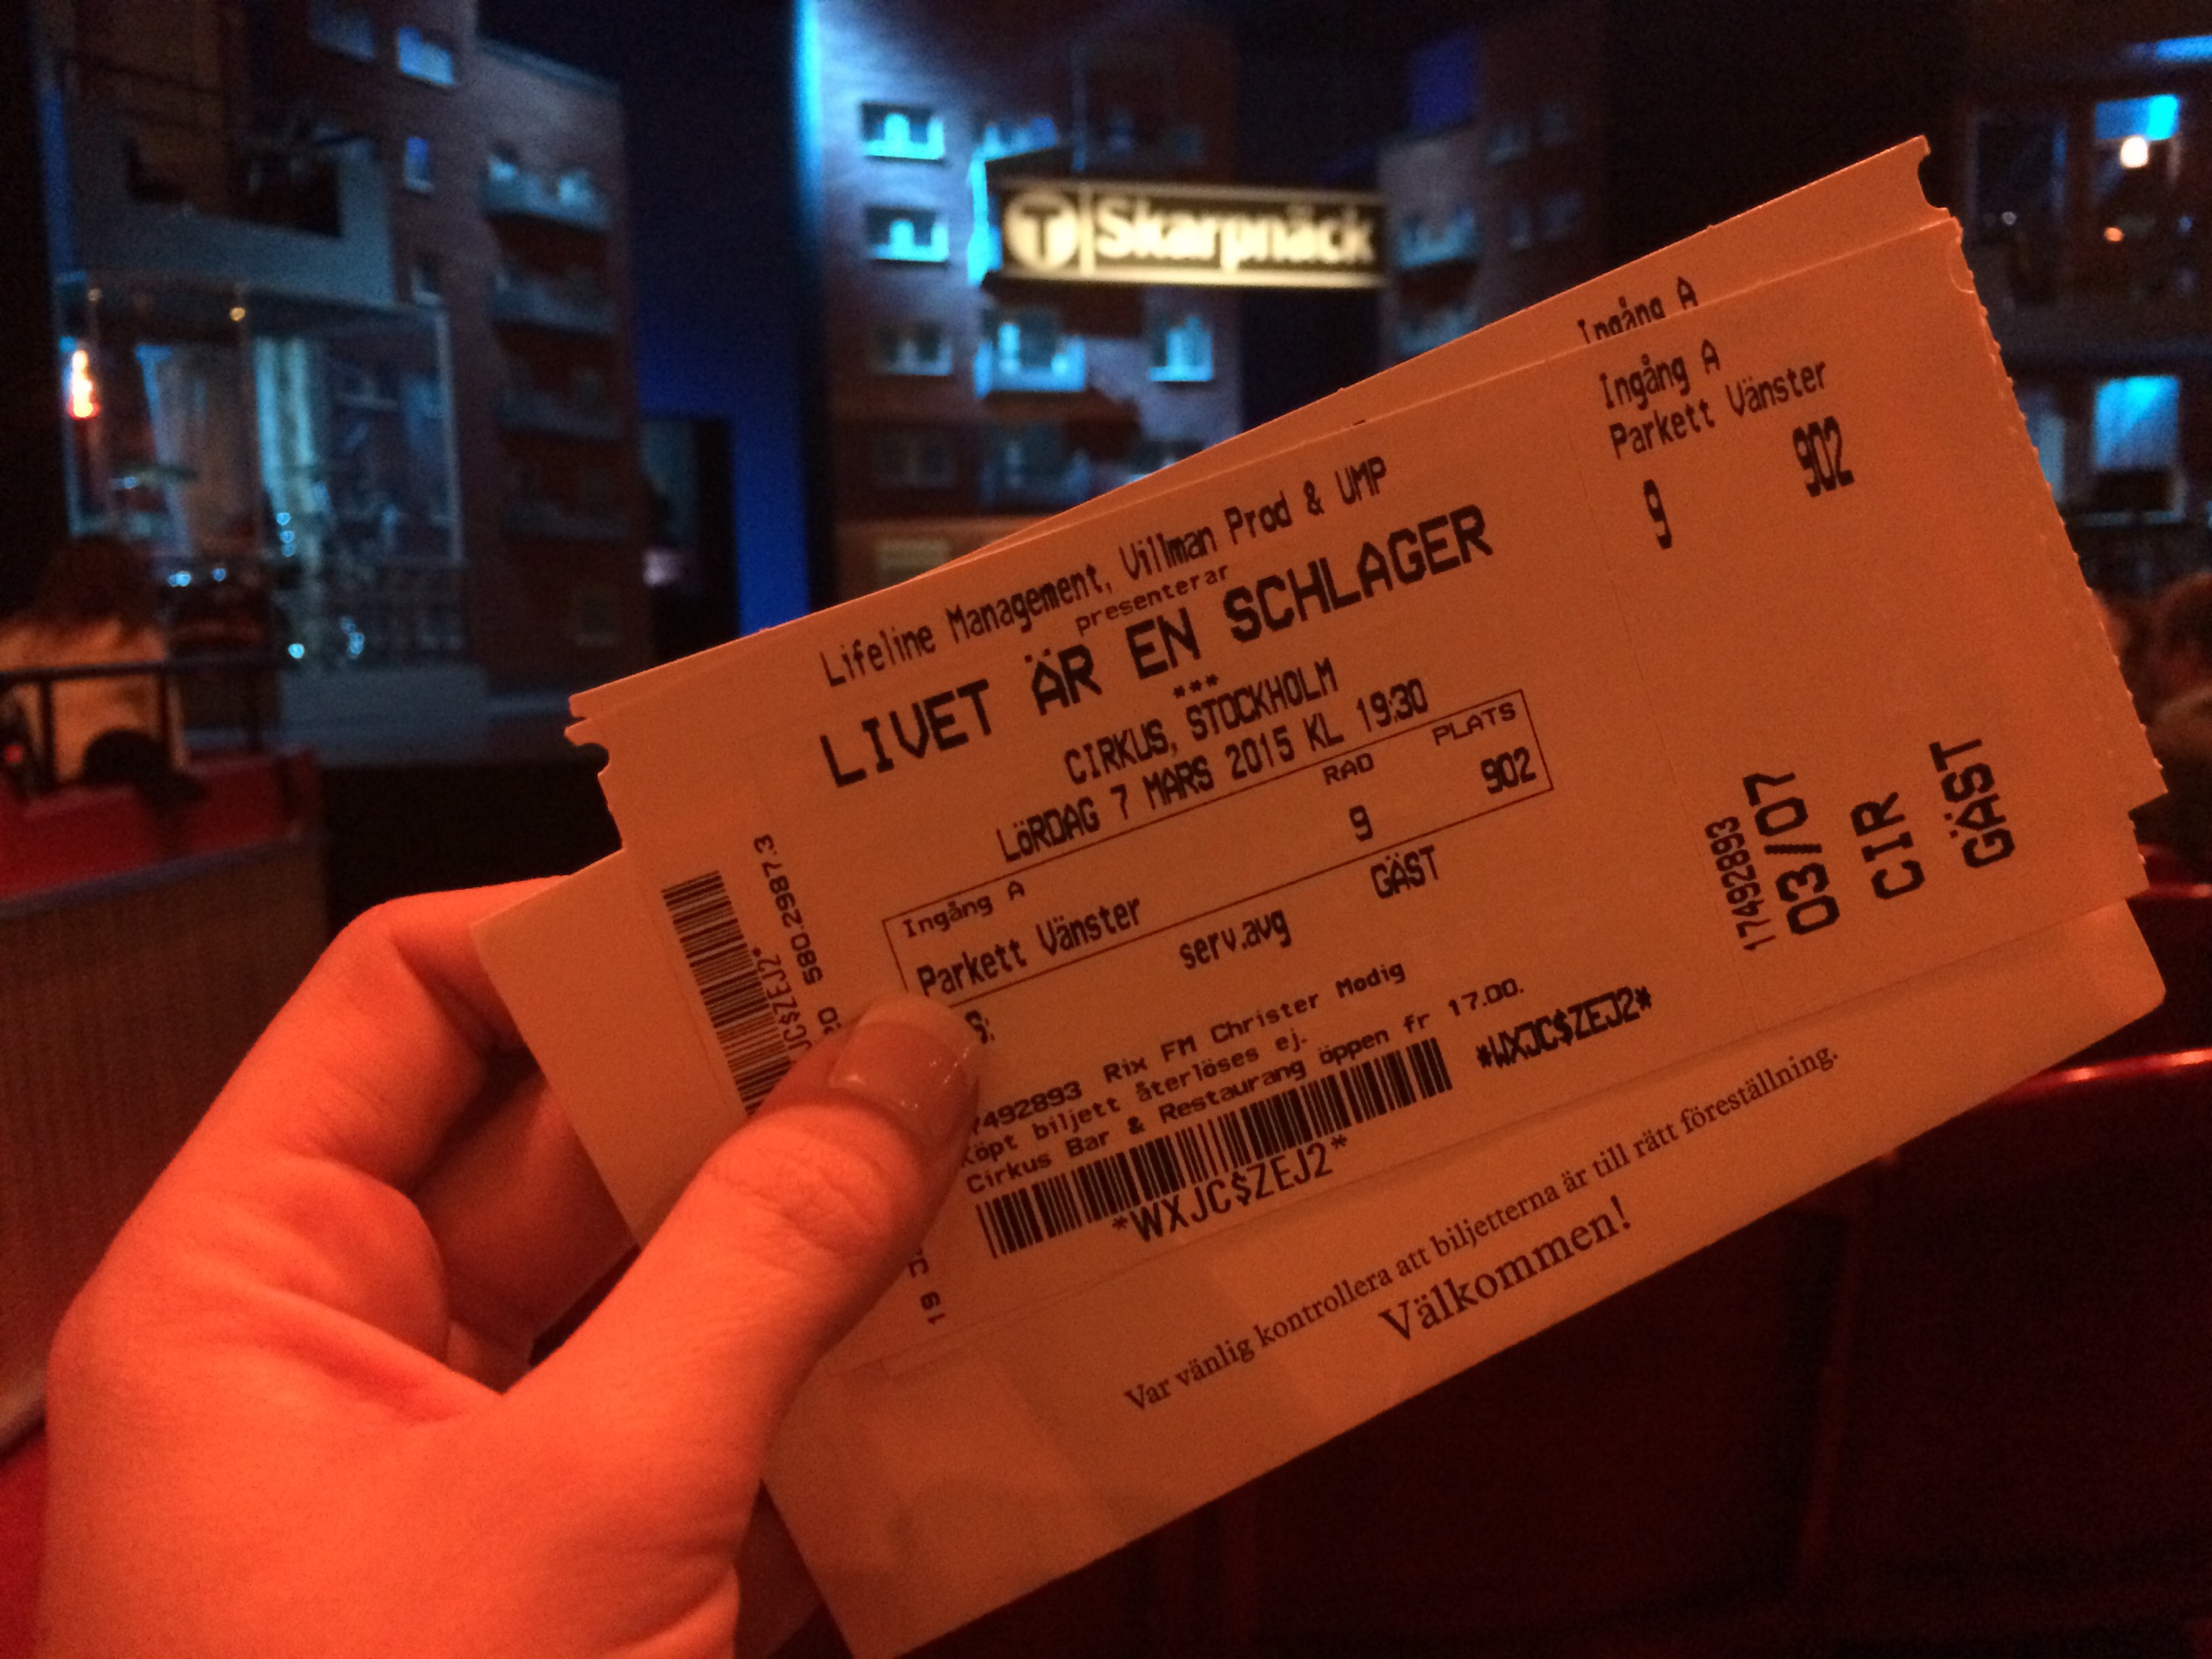 T Skarpnäck
Ingång A
Lifeline Management, Villman Prod & UMP
presenterar
LIVET ÄR EN SCHLAGER
***
CIRKUS, STOCKHOLM
LÖRDAG 7 MARS 2015 KL 19:30
RAD PLATS
Ingång A
Parkett Vänster 9 902
serv.avg GÄST
7492893 Rix FM Christer Modig
Köpt biljett återlöses ej.
Cirkus Bar & Restaurang öppen fr 17.00.
*WXJC$ZEJ2*
*WXJC$ZEJ2*
580.2987.3
Ingång A
Parkett Vänster
9 902
17492893
03/07
CIR
GÄST
Var vänlig kontrollera att biljetterna är till rätt föreställning.
Välkommen!